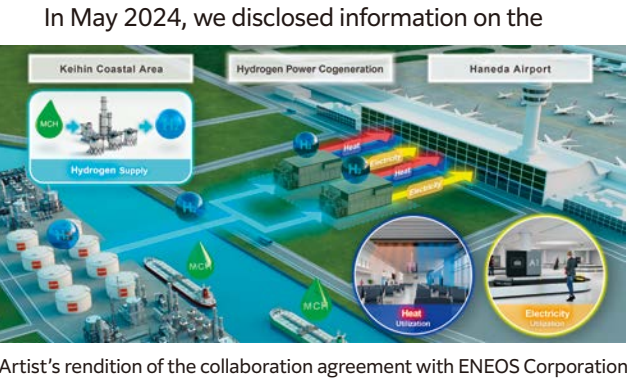 In May 2024, we disclosed information on the
Keihin Coastal Area
Hydrogen Power Cogeneration
Haneda Airport
MCH
H2
Hydrogen Supply
H2
Heat
Electricity
H2
Heat
Electricity
H2
H2
MCH
MCH
Heat
Utilization
AI
Electricity
Utilization
Artist's rendition of the collaboration agreement with ENEOS Corporation